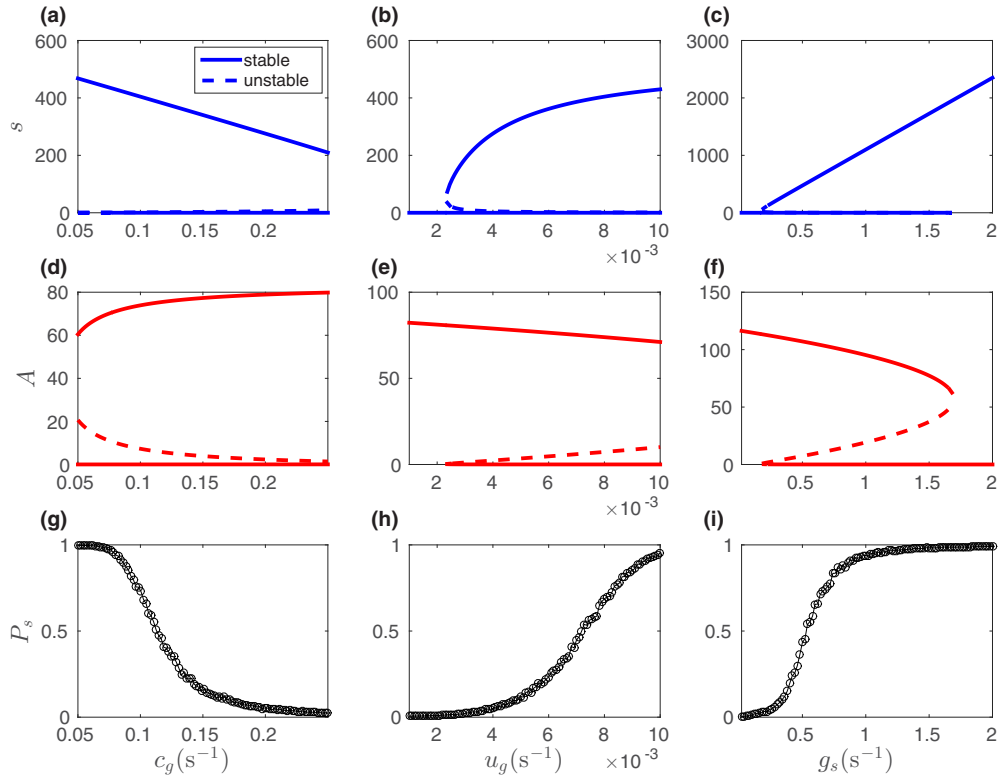 (a) (b) (c)
600 600 3000
stable
unstable
400 400 2000
s
200 200 1000
0 0 0
0.05 0.1 0.15 0.2 2 4 6 8 10 0.5 1 1.5 2
×10⁻³
(d) (e) (f)
80 100 150
60
100
A 40 50
50
20
0 0 0
0.05 0.1 0.15 0.2 2 4 6 8 10 0.5 1 1.5 2
×10⁻³
(g) (h) (i)
1 1 1
Pₛ 0.5 0.5 0.5
0 0 0
0.05 0.1 0.15 0.2 2 4 6 8 10 0.5 1 1.5 2
×10⁻³
c_g(s⁻¹) u_g(s⁻¹) g_s(s⁻¹)